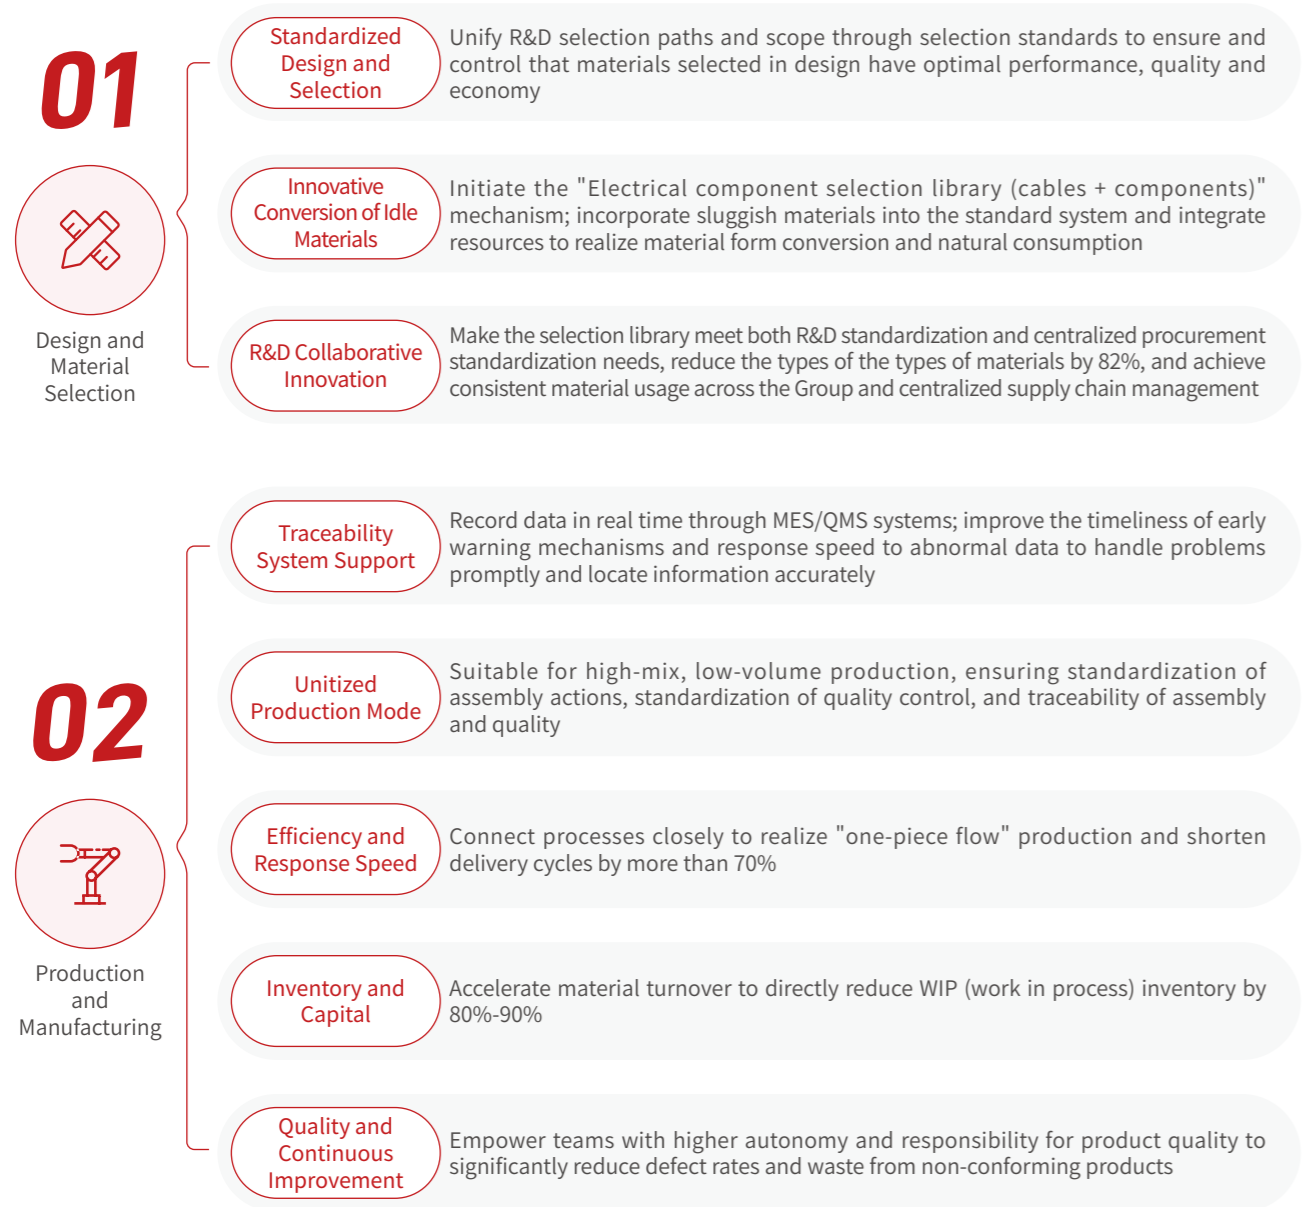 01
Design and
Material
Selection
Standardized
Design and
Selection
Unify R&D selection paths and scope through selection standards to ensure and
control that materials selected in design have optimal performance, quality and
economy
Innovative
Conversion of Idle
Materials
Initiate the "Electrical component selection library (cables + components)"
mechanism; incorporate sluggish materials into the standard system and integrate
resources to realize material form conversion and natural consumption
R&D Collaborative
Innovation
Make the selection library meet both R&D standardization and centralized procurement
standardization needs, reduce the types of the types of materials by 82%, and achieve
consistent material usage across the Group and centralized supply chain management
02
Production
and
Manufacturing
Traceability
System Support
Record data in real time through MES/QMS systems; improve the timeliness of early
warning mechanisms and response speed to abnormal data to handle problems
promptly and locate information accurately
Unitized
Production Mode
Suitable for high-mix, low-volume production, ensuring standardization of
assembly actions, standardization of quality control, and traceability of assembly
and quality
Efficiency and
Response Speed
Connect processes closely to realize "one-piece flow" production and shorten
delivery cycles by more than 70%
Inventory and
Capital
Accelerate material turnover to directly reduce WIP (work in process) inventory by
80%-90%
Quality and
Continuous
Improvement
Empower teams with higher autonomy and responsibility for product quality to
significantly reduce defect rates and waste from non-conforming products